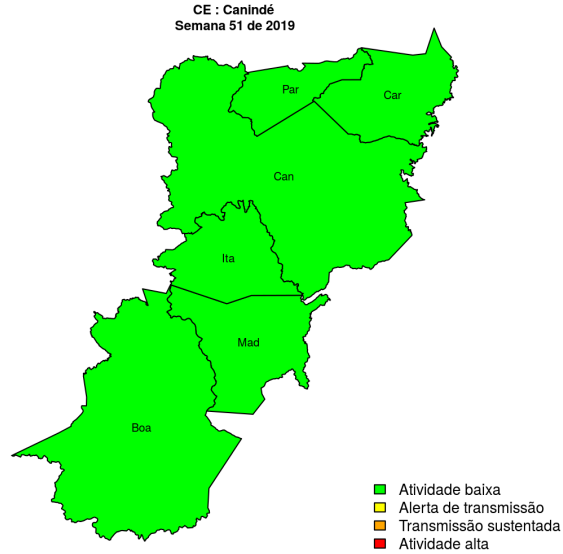 CE : Canindé
Semana 51 de 2019
Par
Car
Can
Ita
Mad
Boa
Atividade baixa
Alerta de transmissão
Transmissão sustentada
Atividade alta